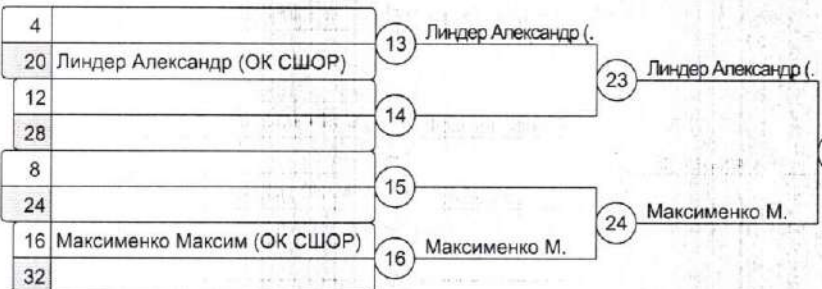 4
20 Линдер Александр (ОК СШОР)
13 Линдер Александр (.
12
28
14
23 Линдер Александр (.
8
24
15
16 Максименко Максим (ОК СШОР)
32
16 Максименко М.
24 Максименко М.